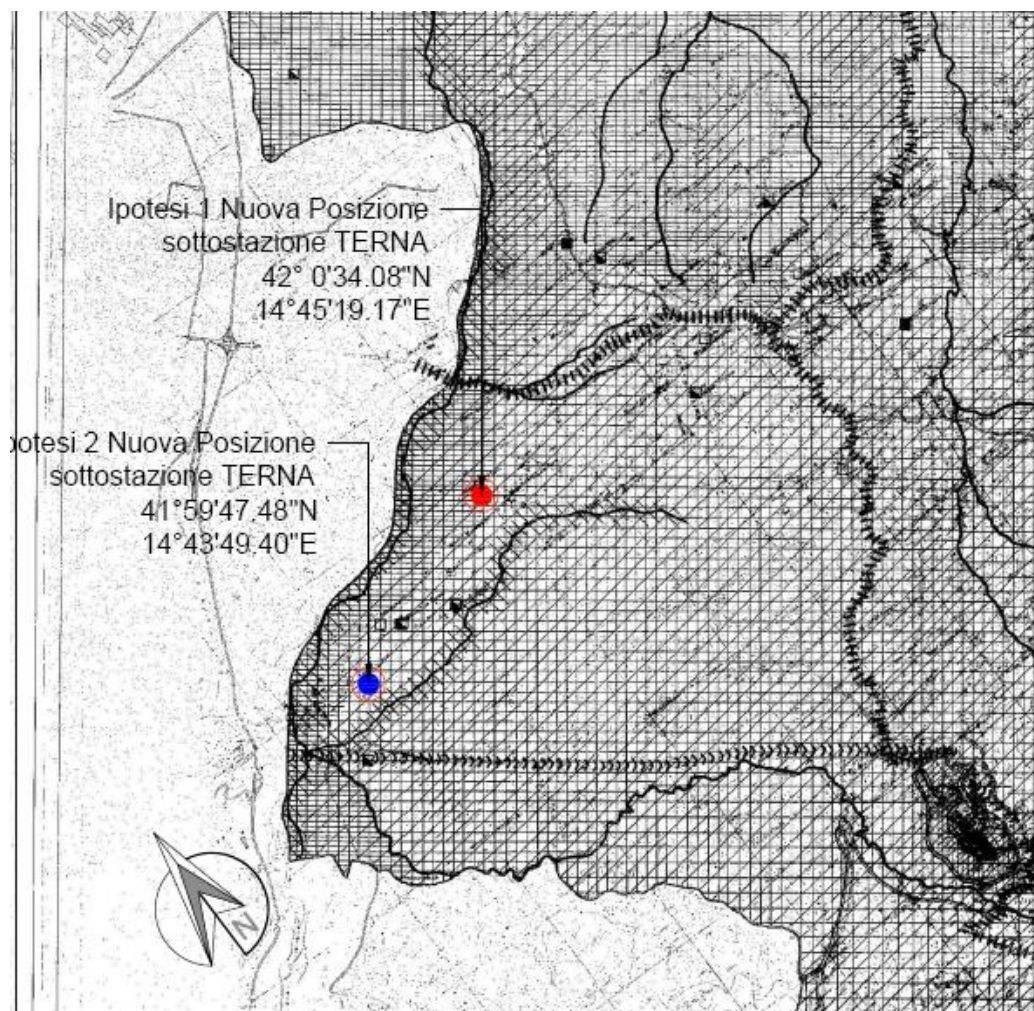 Ipotesi 1 Nuova Posizione
sottostazione TERNA
42° 0'34.08"N
14°45'19.17"E
potesi 2 Nuova Posizione
sottostazione TERNA
41°59'47.48"N
14°43'49.40"E
N